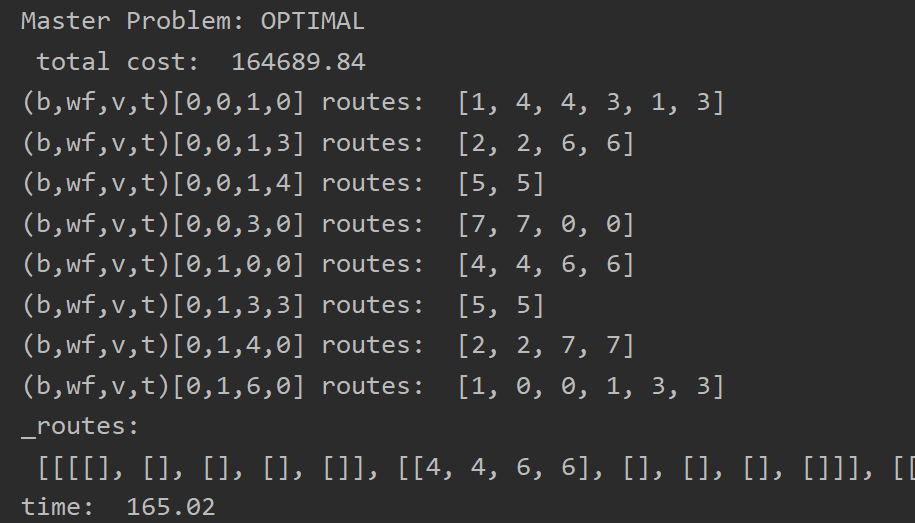 Master Problem: OPTIMAL
total cost:  164689.84
(b,wf,v,t)[0,0,1,0] routes:  [1, 4, 4, 3, 1, 3]
(b,wf,v,t)[0,0,1,3] routes:  [2, 2, 6, 6]
(b,wf,v,t)[0,0,1,4] routes:  [5, 5]
(b,wf,v,t)[0,0,3,0] routes:  [7, 7, 0, 0]
(b,wf,v,t)[0,1,0,0] routes:  [4, 4, 6, 6]
(b,wf,v,t)[0,1,3,3] routes:  [5, 5]
(b,wf,v,t)[0,1,4,0] routes:  [2, 2, 7, 7]
(b,wf,v,t)[0,1,6,0] routes:  [1, 0, 0, 1, 3, 3]
_routes:
[[[[], [], [], [], []], [[4, 4, 6, 6], [], [], [], []]], [[
time:  165.02